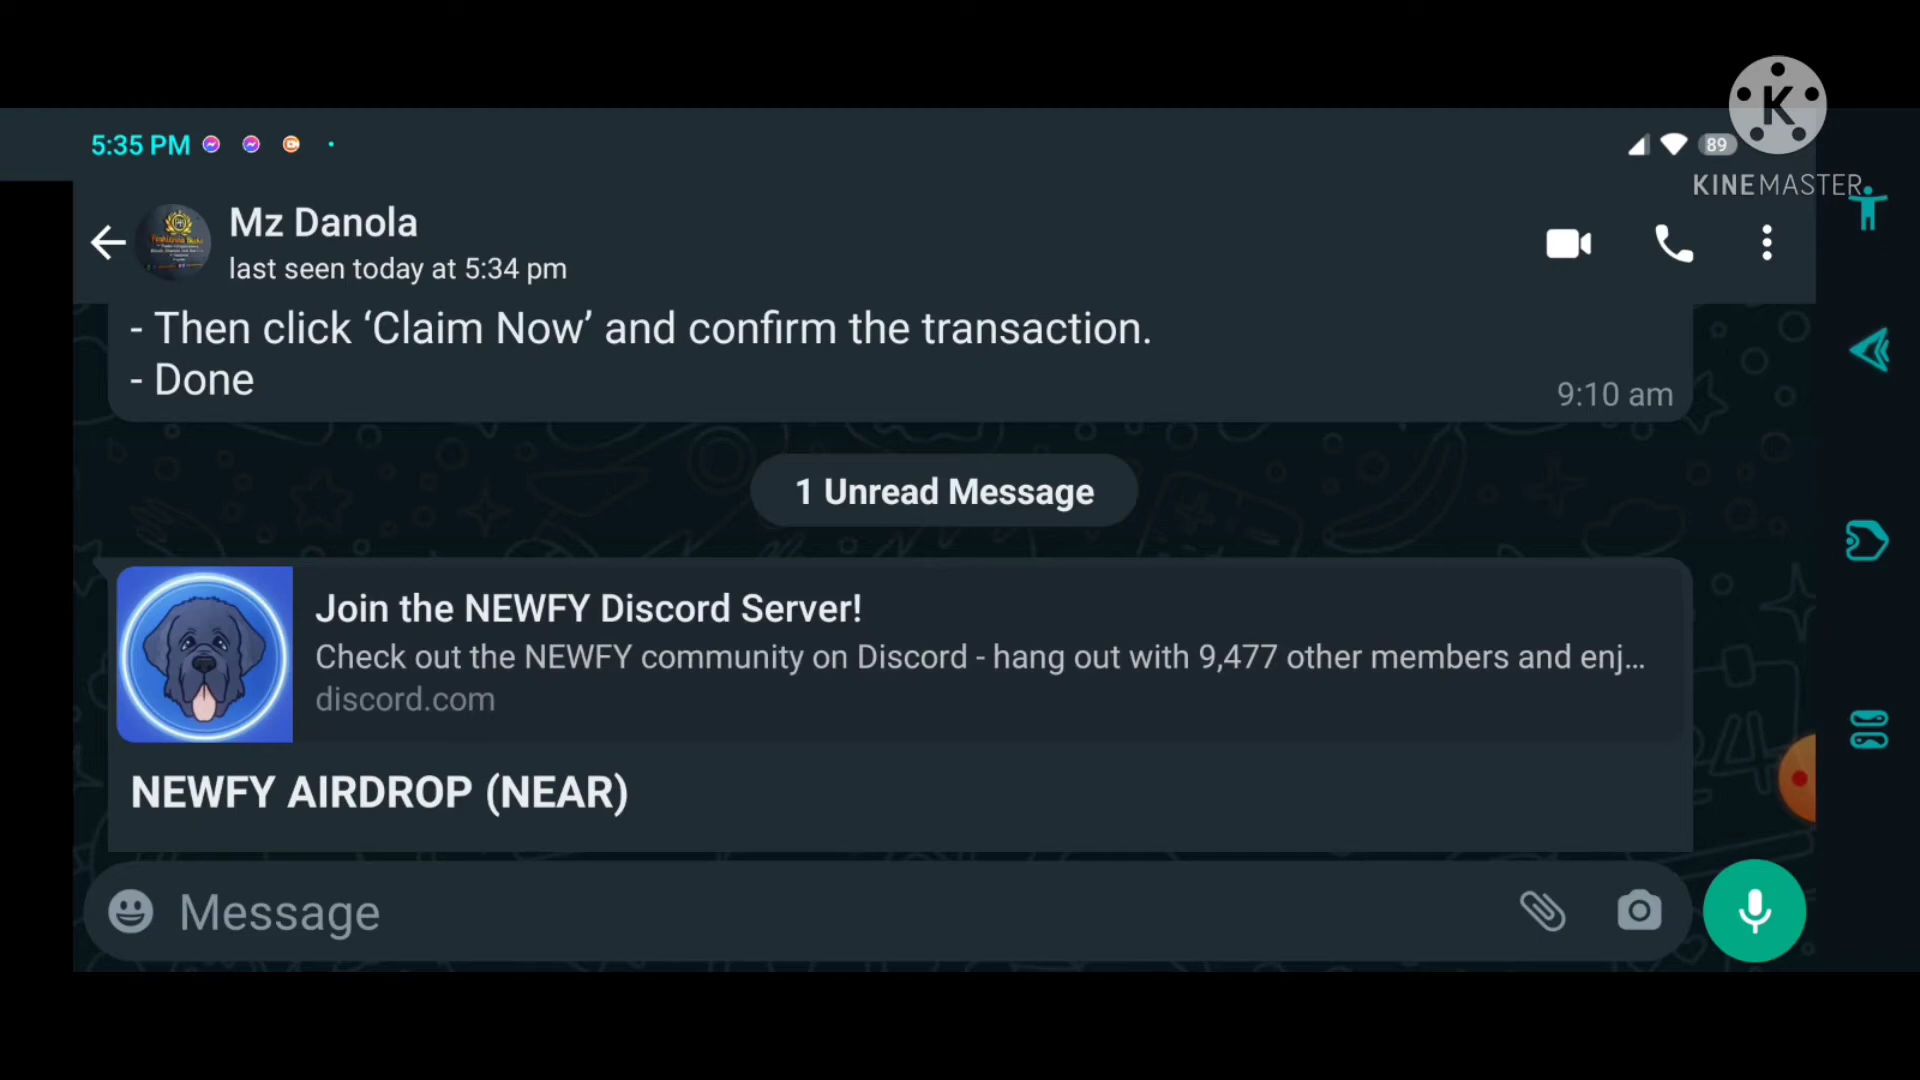 K
KINEMASTER
5:35 PM
89
Mz Danola
last seen today at 5:34 pm
- Then click ‘Claim Now’ and confirm the transaction.
- Done
9:10 am
1 Unread Message
Join the NEWFY Discord Server!
Check out the NEWFY community on Discord - hang out with 9,477 other members and enj...
discord.com
NEWFY AIRDROP (NEAR)
Message